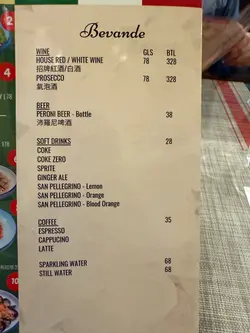 Bevande
WINE GLS BTL
HOUSE RED / WHITE WINE 78 328
招牌紅酒/白酒
PROSECCO 78 328
氣泡酒
BEER
PERONI BEER - Bottle 38
沛羅尼啤酒
SOFT DRINKS 28
COKE
COKE ZERO
SPRITE
GINGER ALE
SAN PELLEGRINO - Lemon
SAN PELLEGRINO - Orange
SAN PELLEGRINO - Blood Orange
COFFEE 35
ESPRESSO
CAPPUCINO
LATTE
SPARKLING WATER 68
STILL WATER 68